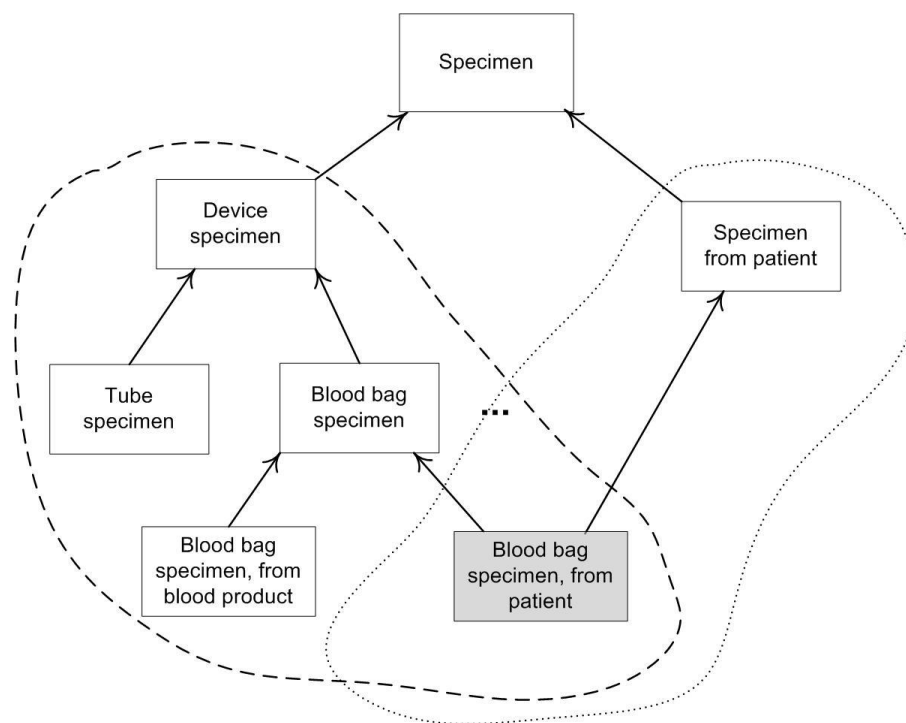 Specimen
Device
specimen
Specimen
from patient
Tube
specimen
Blood bag
specimen
...
Blood bag
specimen, from
blood product
Blood bag
specimen, from
patient